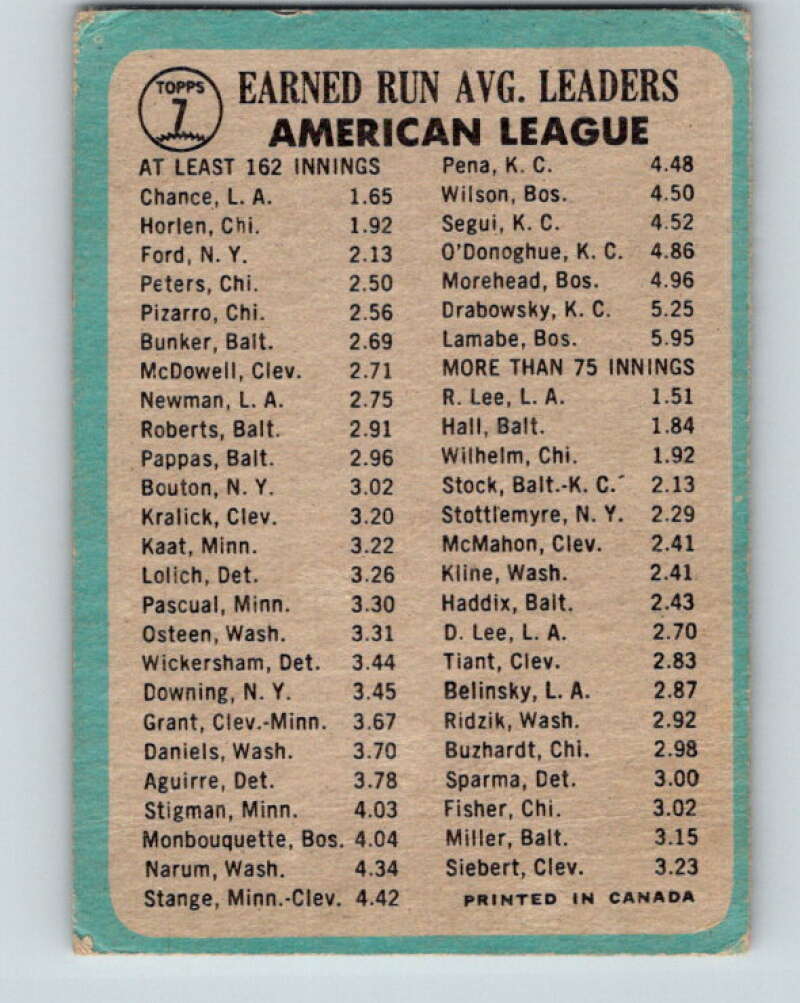 TOPPS
7
EARNED RUN AVG. LEADERS
AMERICAN LEAGUE
AT LEAST 162 INNINGS
Chance, L. A. 1.65
Horlen, Chi. 1.92
Ford, N. Y. 2.13
Peters, Chi. 2.50
Pizarro, Chi. 2.56
Bunker, Balt. 2.69
McDowell, Clev. 2.71
Newman, L. A. 2.75
Roberts, Balt. 2.91
Pappas, Balt. 2.96
Bouton, N. Y. 3.02
Kralick, Clev. 3.20
Kaat, Minn. 3.22
Lolich, Det. 3.26
Pascual, Minn. 3.30
Osteen, Wash. 3.31
Wickersham, Det. 3.44
Downing, N. Y. 3.45
Grant, Clev.-Minn. 3.67
Daniels, Wash. 3.70
Aguirre, Det. 3.78
Stigman, Minn. 4.03
Monbouquette, Bos. 4.04
Narum, Wash. 4.34
Stange, Minn.-Clev. 4.42
Pena, K. C. 4.48
Wilson, Bos. 4.50
Segui, K. C. 4.52
O'Donoghue, K. C. 4.86
Morehead, Bos. 4.96
Drabowsky, K. C. 5.25
Lamabe, Bos. 5.95
MORE THAN 75 INNINGS
R. Lee, L. A. 1.51
Hall, Balt. 1.84
Wilhelm, Chi. 1.92
Stock, Balt.-K. C. 2.13
Stottlemyre, N. Y. 2.29
McMahon, Clev. 2.41
Kline, Wash. 2.41
Haddix, Balt. 2.43
D. Lee, L. A. 2.70
Tiant, Clev. 2.83
Belinsky, L. A. 2.87
Ridzik, Wash. 2.92
Buzhardt, Chi. 2.98
Sparma, Det. 3.00
Fisher, Chi. 3.02
Miller, Balt. 3.15
Siebert, Clev. 3.23
PRINTED IN CANADA